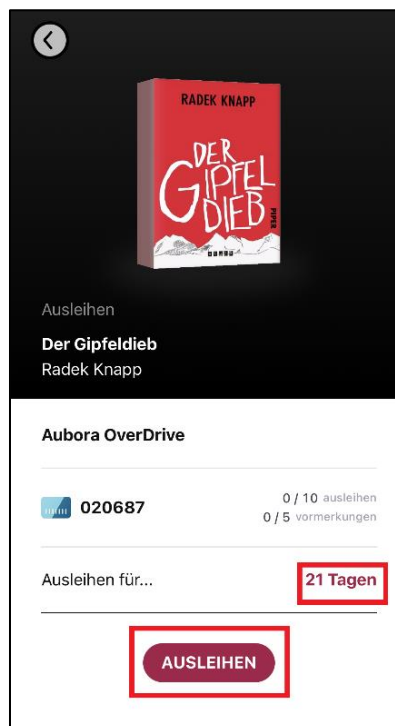 RADEK KNAPP
DER
GIPFEL
DIEB
PIPER
Ausleihen
Der Gipfeldieb
Radek Knapp
Aubora OverDrive
020687
0 / 10 ausleihen
0 / 5 vormerkungen
Ausleihen für...
21 Tagen
AUSLEIHEN